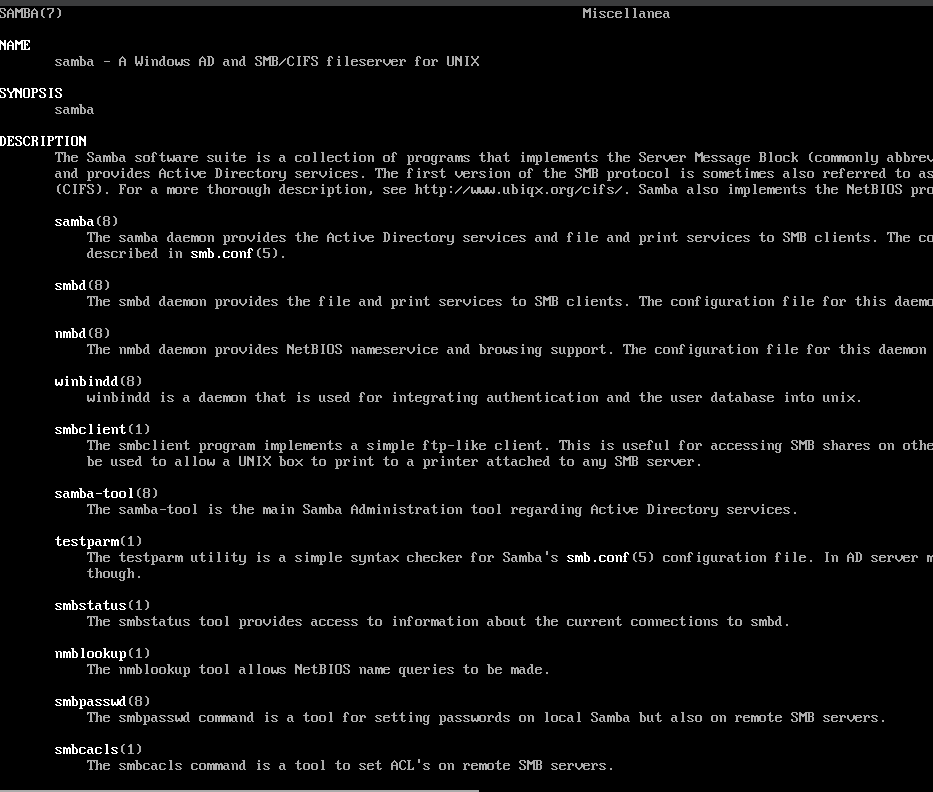 SAMBA(7) Miscellanea
NAME
samba - A Windows AD and SMB/CIFS fileserver for UNIX
SYNOPSIS
samba
DESCRIPTION
The Samba software suite is a collection of programs that implements the Server Message Block (commonly abbrev
and provides Active Directory services. The first version of the SMB protocol is sometimes also referred to as
(CIFS). For a more thorough description, see http://www.ubiqx.org/cifs/. Samba also implements the NetBIOS pro
samba(8)
The samba daemon provides the Active Directory services and file and print services to SMB clients. The co
described in smb.conf(5).
smbd(8)
The smbd daemon provides the file and print services to SMB clients. The configuration file for this daemo
nmbd(8)
The nmbd daemon provides NetBIOS nameservice and browsing support. The configuration file for this daemon
winbindd(8)
winbindd is a daemon that is used for integrating authentication and the user database into unix.
smbclient(1)
The smbclient program implements a simple ftp-like client. This is useful for accessing SMB shares on othe
be used to allow a UNIX box to print to a printer attached to any SMB server.
samba-tool(8)
The samba-tool is the main Samba Administration tool regarding Active Directory services.
testparm(1)
The testparm utility is a simple syntax checker for Samba's smb.conf(5) configuration file. In AD server m
though.
smbstatus(1)
The smbstatus tool provides access to information about the current connections to smbd.
nmblookup(1)
The nmblookup tool allows NetBIOS name queries to be made.
smbpasswd(8)
The smbpasswd command is a tool for setting passwords on local Samba but also on remote SMB servers.
smbcacls(1)
The smbcacls command is a tool to set ACL's on remote SMB servers.